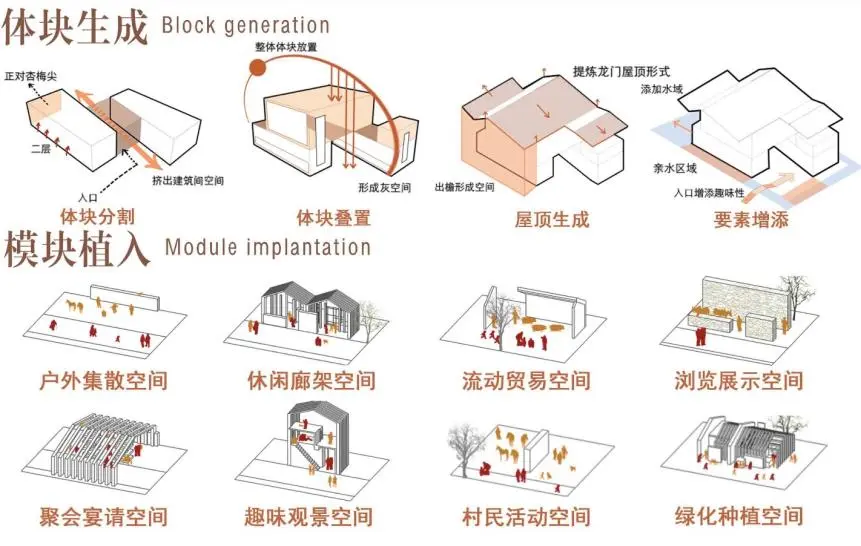 体块生成 Block generation
正对杏梅尖
二层
入口
挤出建筑间空间
体块分割
整体体块放置
形成灰空间
体块叠置
提炼龙门屋顶形式
出檐形成空间
屋顶生成
添加水域
亲水区域
入口增添趣味性
要素增添
模块植入 Module implantation
户外集散空间
休闲廊架空间
流动贸易空间
浏览展示空间
聚会宴请空间
趣味观景空间
村民活动空间
绿化种植空间